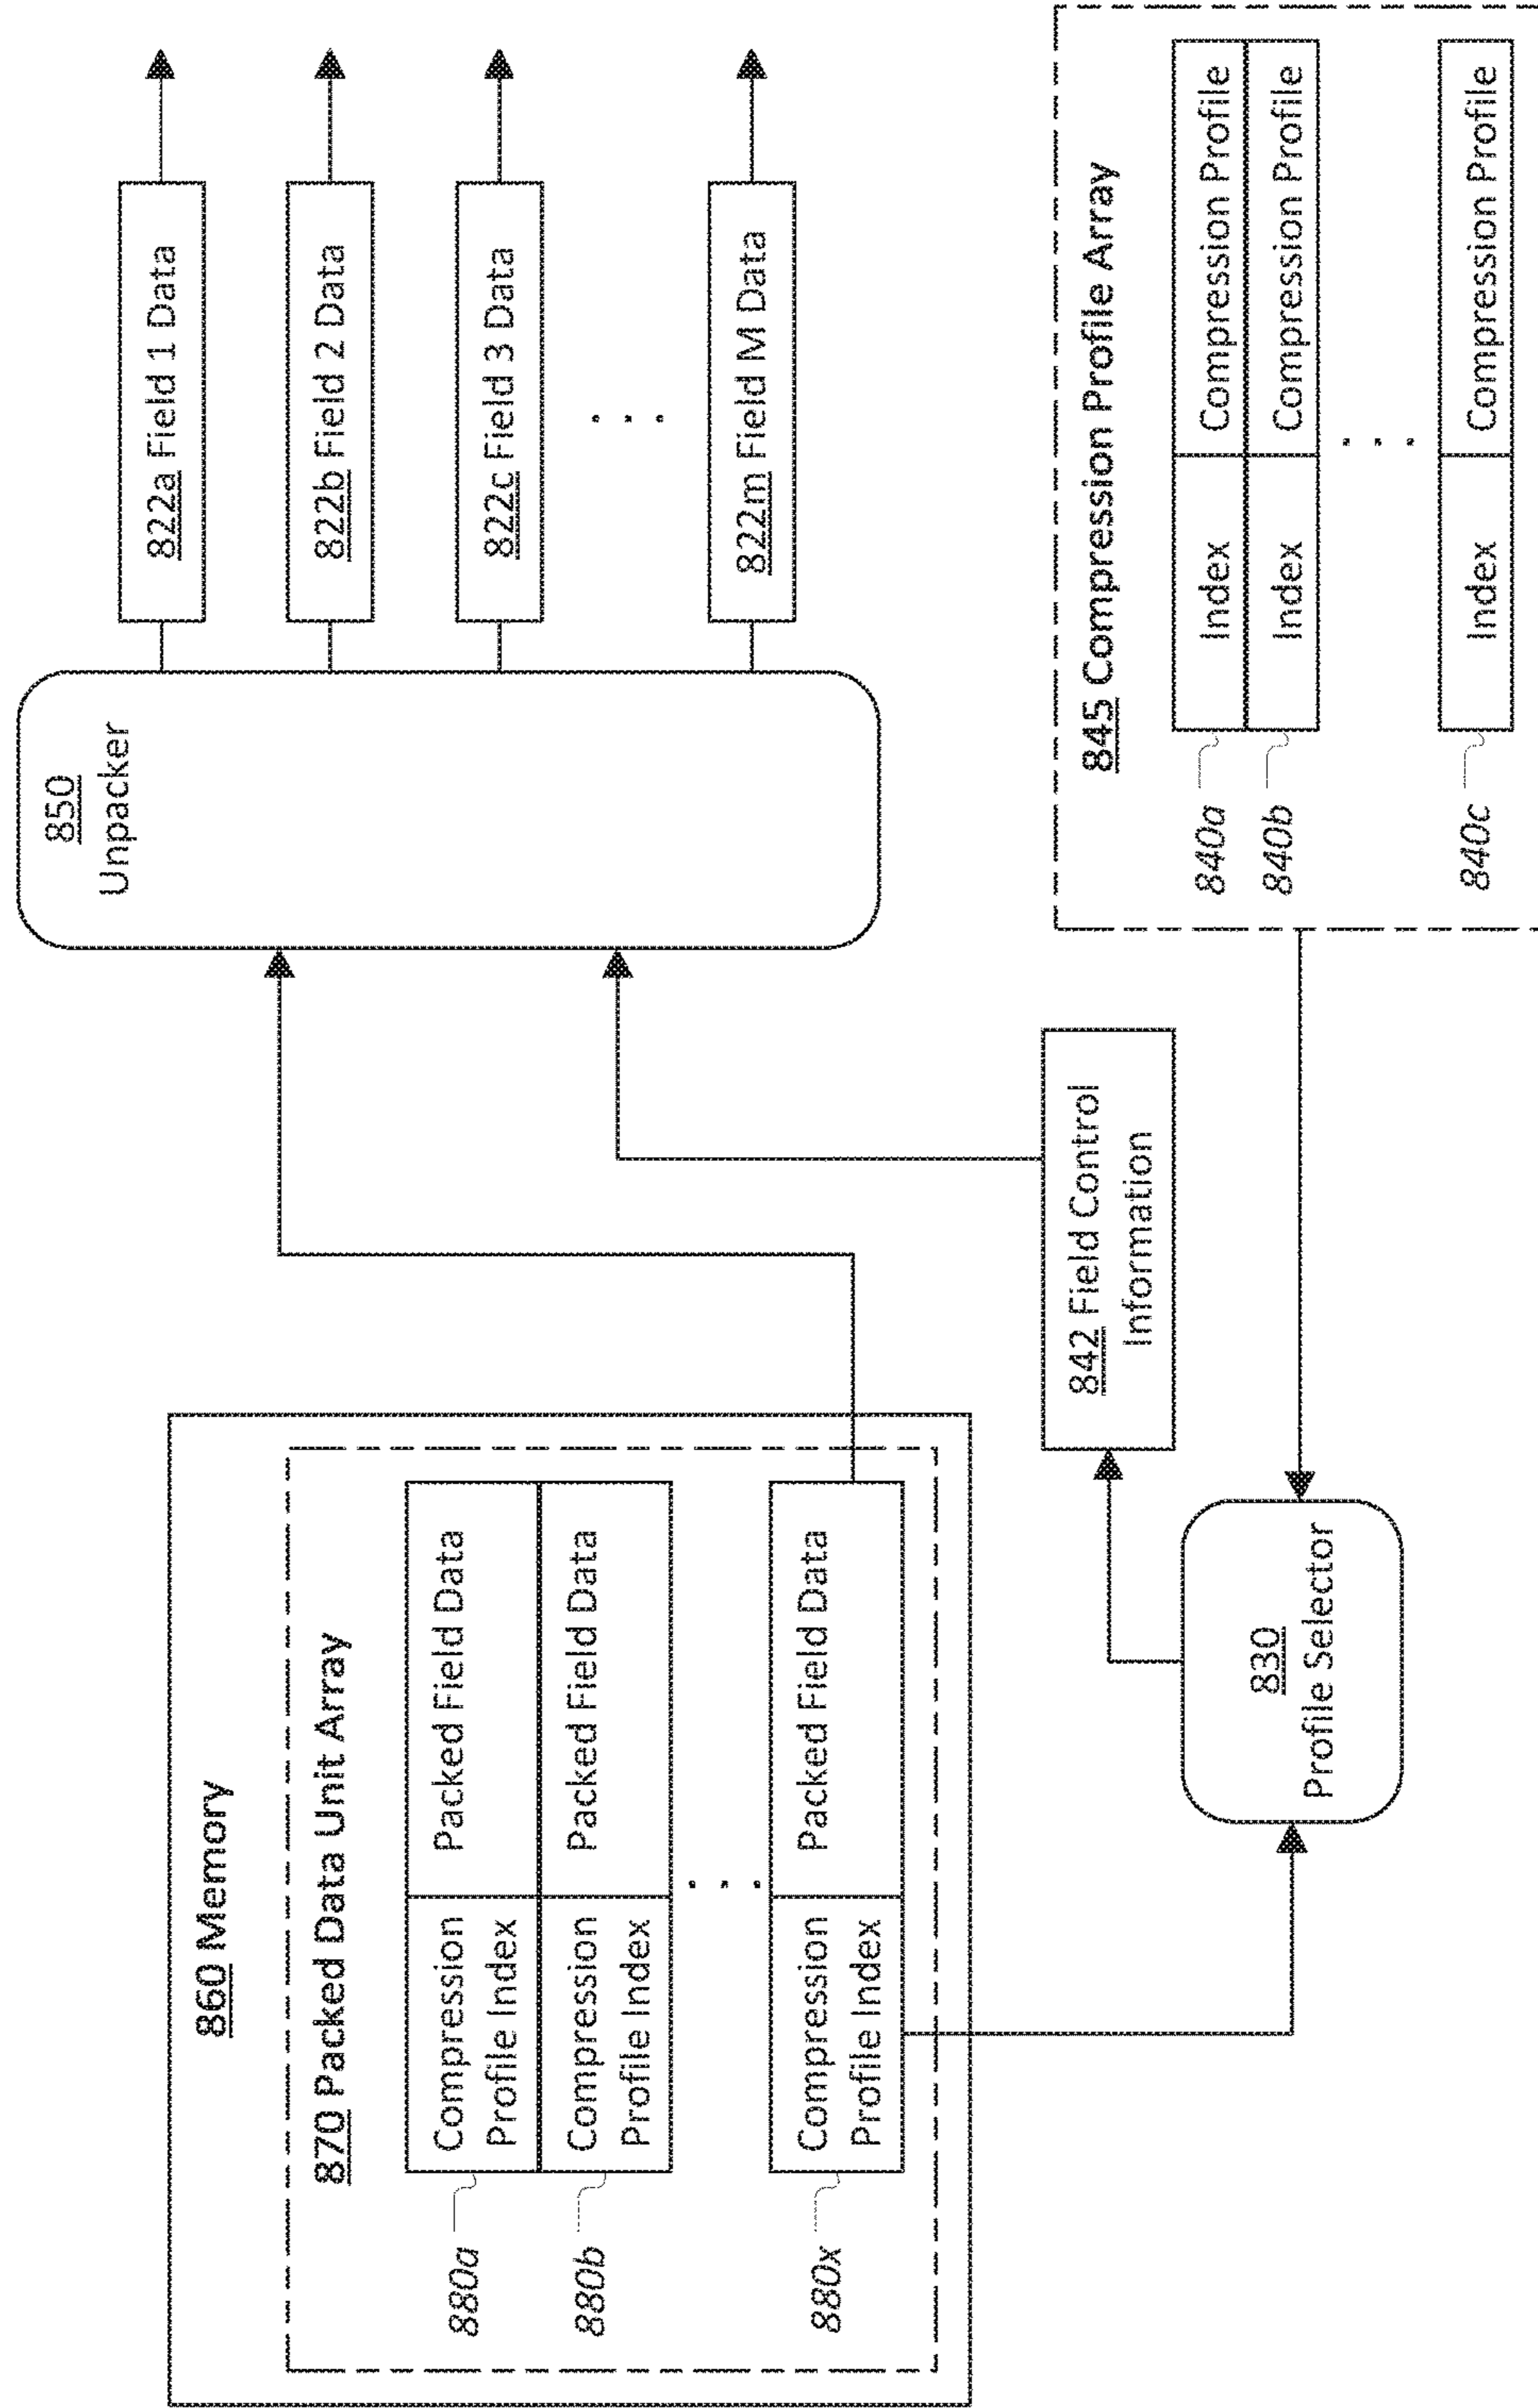 860 Memory
870 Packed Data Unit Array
880a
Compression
Profile Index
Packed Field Data
880b
Compression
Profile Index
Packed Field Data
. . .
880x
Compression
Profile Index
Packed Field Data
850
Unpacker
822a Field 1 Data
822b Field 2 Data
822c Field 3 Data
. . .
822m Field M Data
842 Field Control
Information
830
Profile Selector
845 Compression Profile Array
840a
Index
Compression Profile
840b
Index
Compression Profile
. . .
840c
Index
Compression Profile